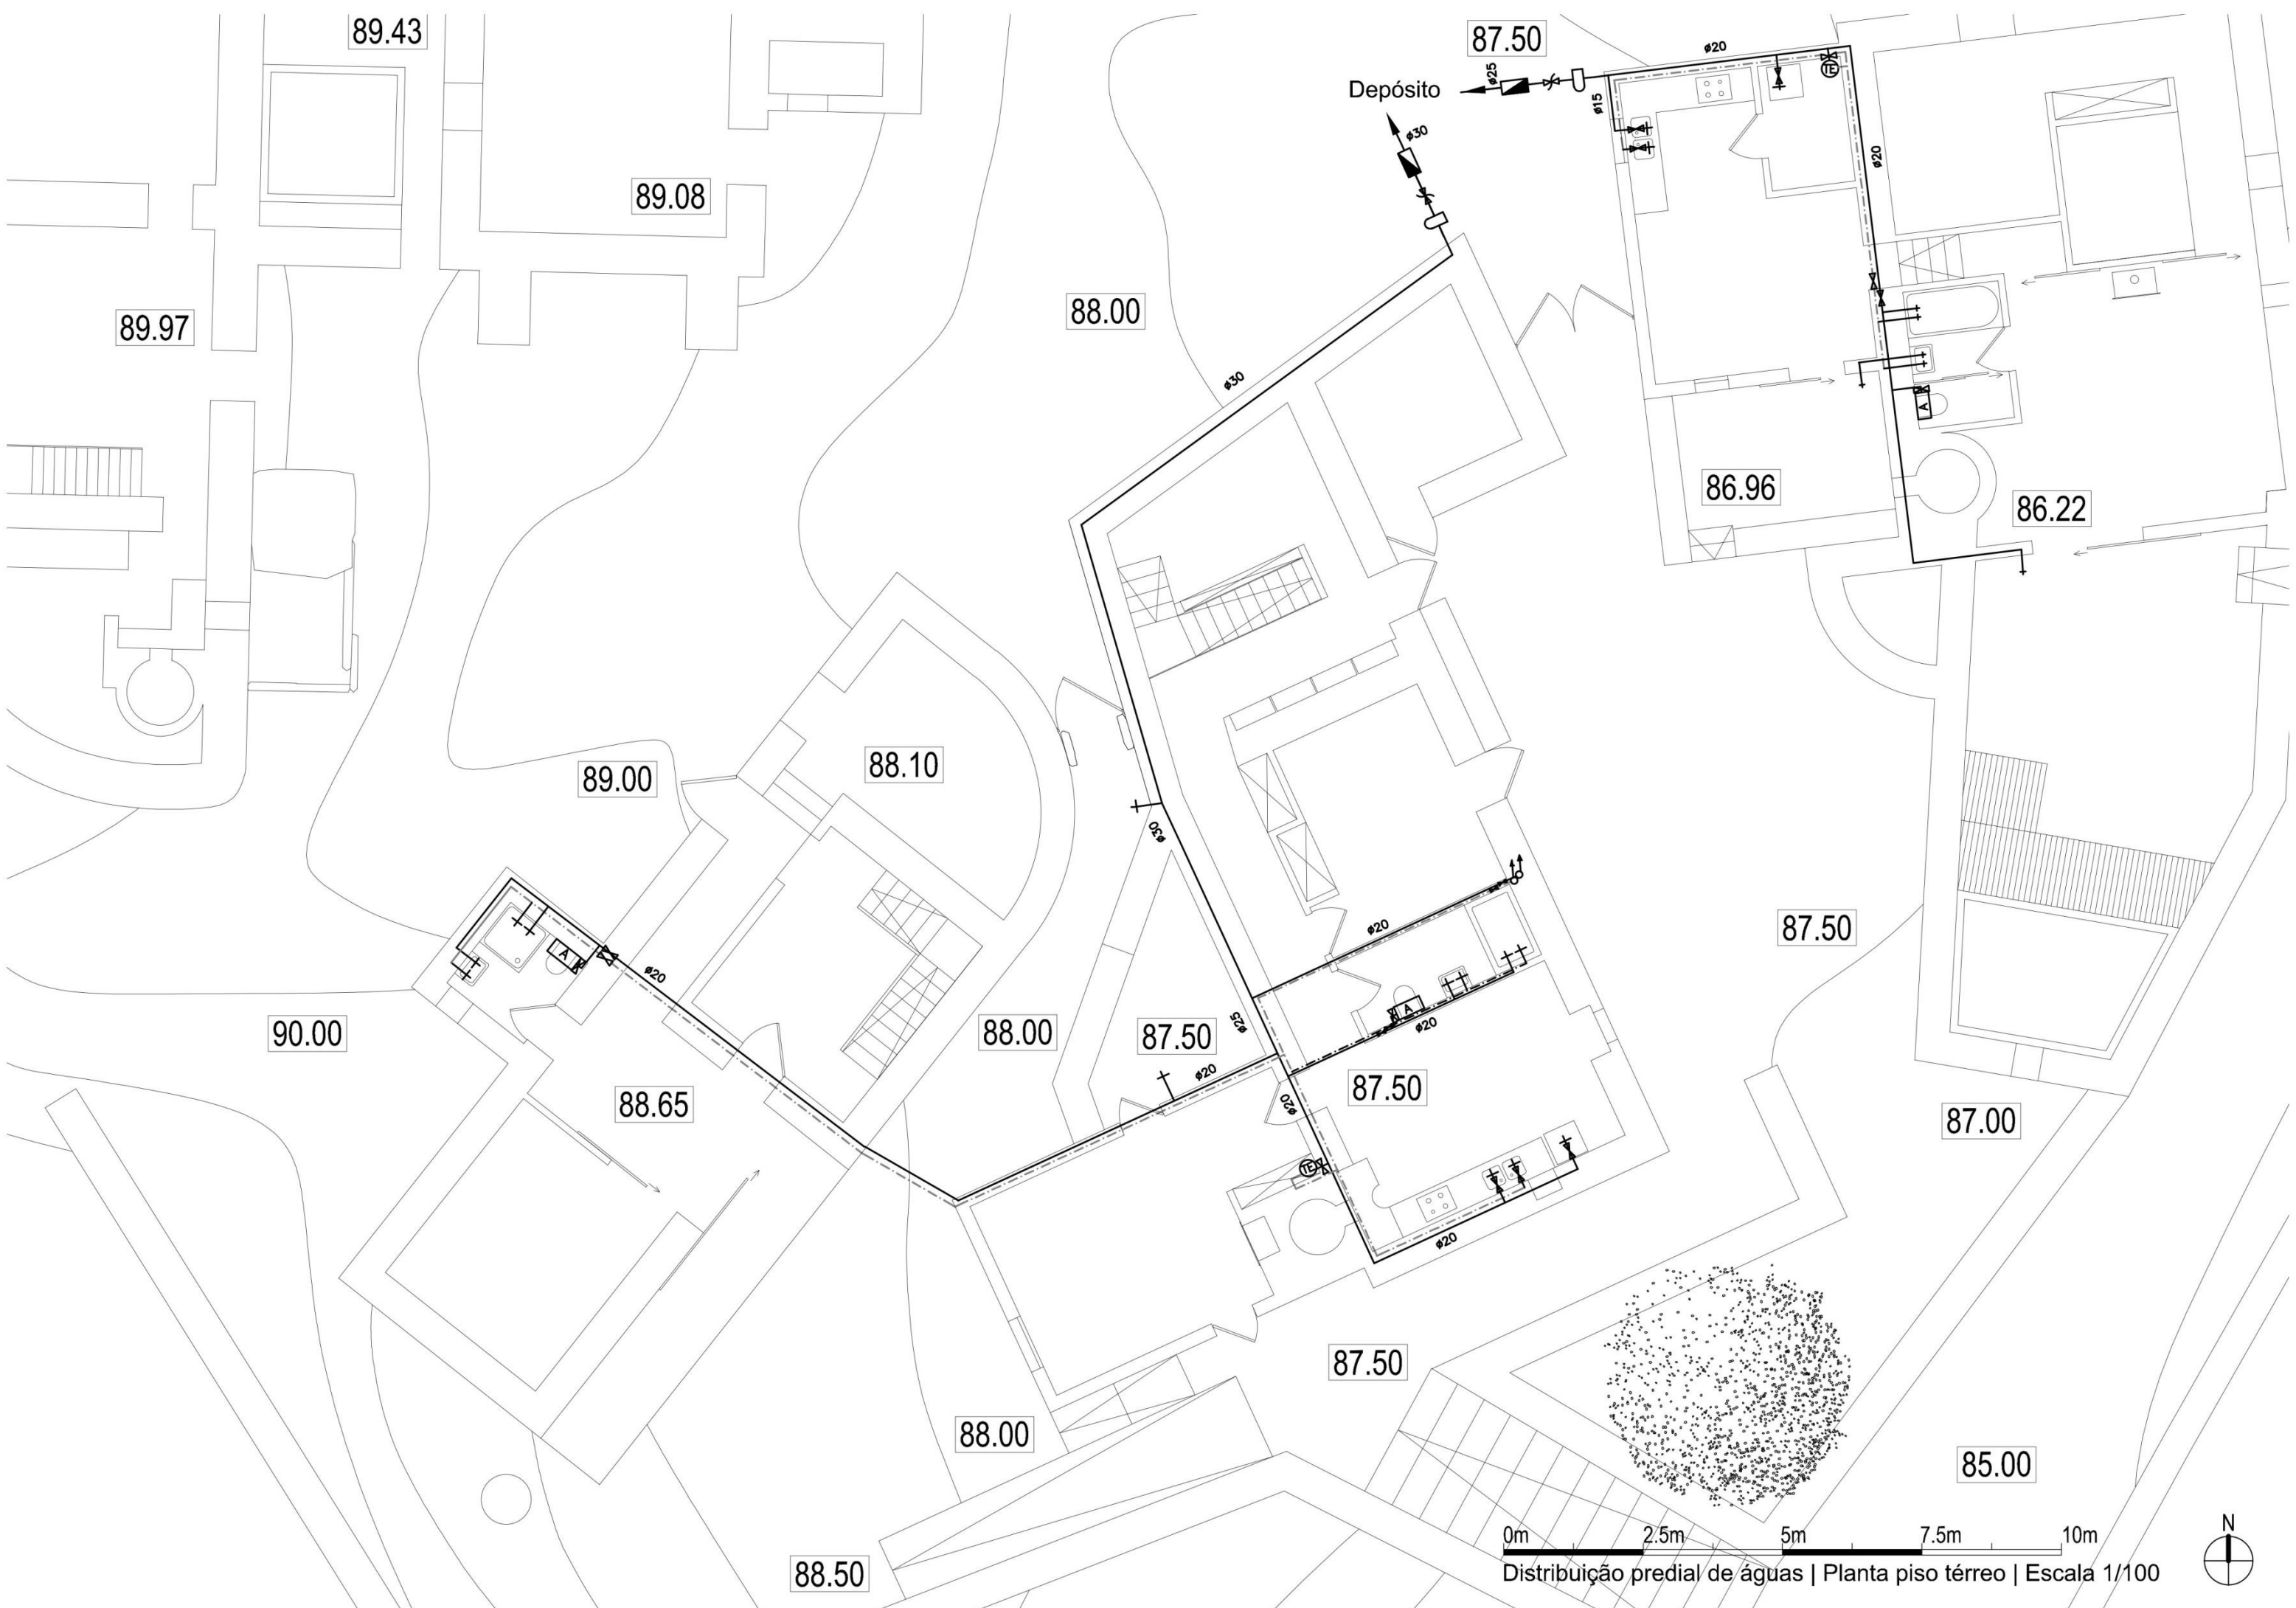 89.43
87.50
ø20
Depósito
ø25
TE
ø15
ø30
89.08
ø20
88.00
89.97
ø30
A
86.96
86.22
88.10
89.00
ø30
ø20
87.50
A
ø20
90.00
88.00
87.50
ø25
A
ø20
ø20
87.50
88.65
ø20
87.00
TE
ø20
87.50
88.00
85.00
88.50
0m 2.5m 5m 7.5m 10m
N
Distribuição predial de águas | Planta piso térreo | Escala 1/100